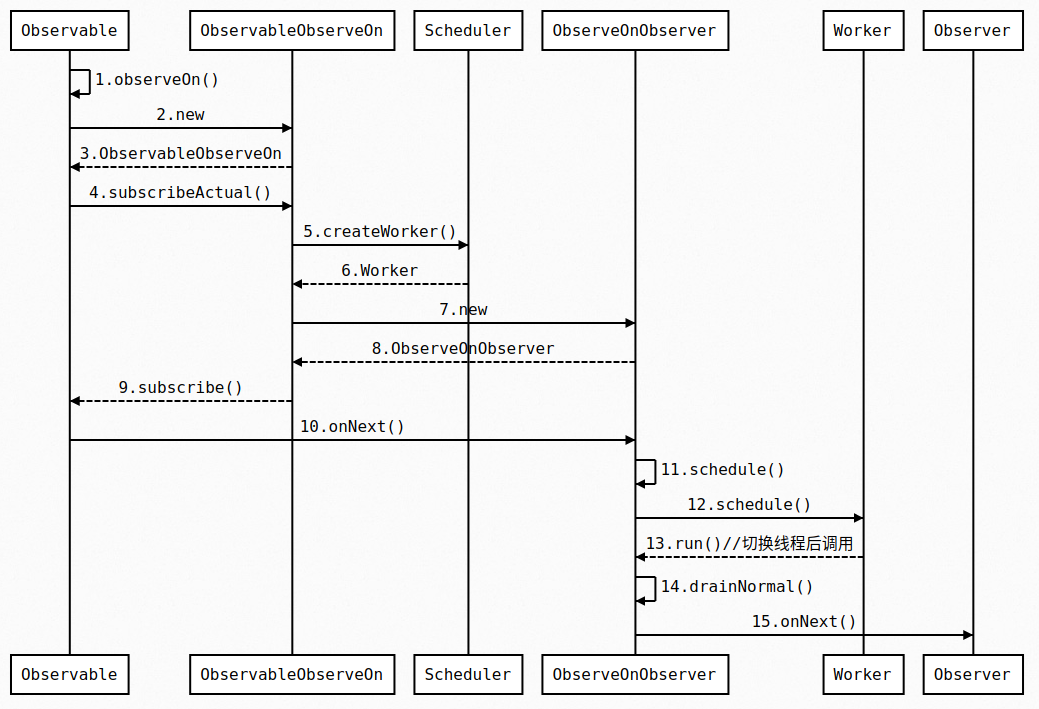 Observable ObservableObserveOn Scheduler ObserveOnObserver Worker Observer
1.observeOn()
2.new
3.ObservableObserveOn
4.subscribeActual()
5.createWorker()
6.Worker
7.new
8.ObserveOnObserver
9.subscribe()
10.onNext()
11.schedule()
12.schedule()
13.run()//切换线程后调用
14.drainNormal()
15.onNext()
Observable ObservableObserveOn Scheduler ObserveOnObserver Worker Observer